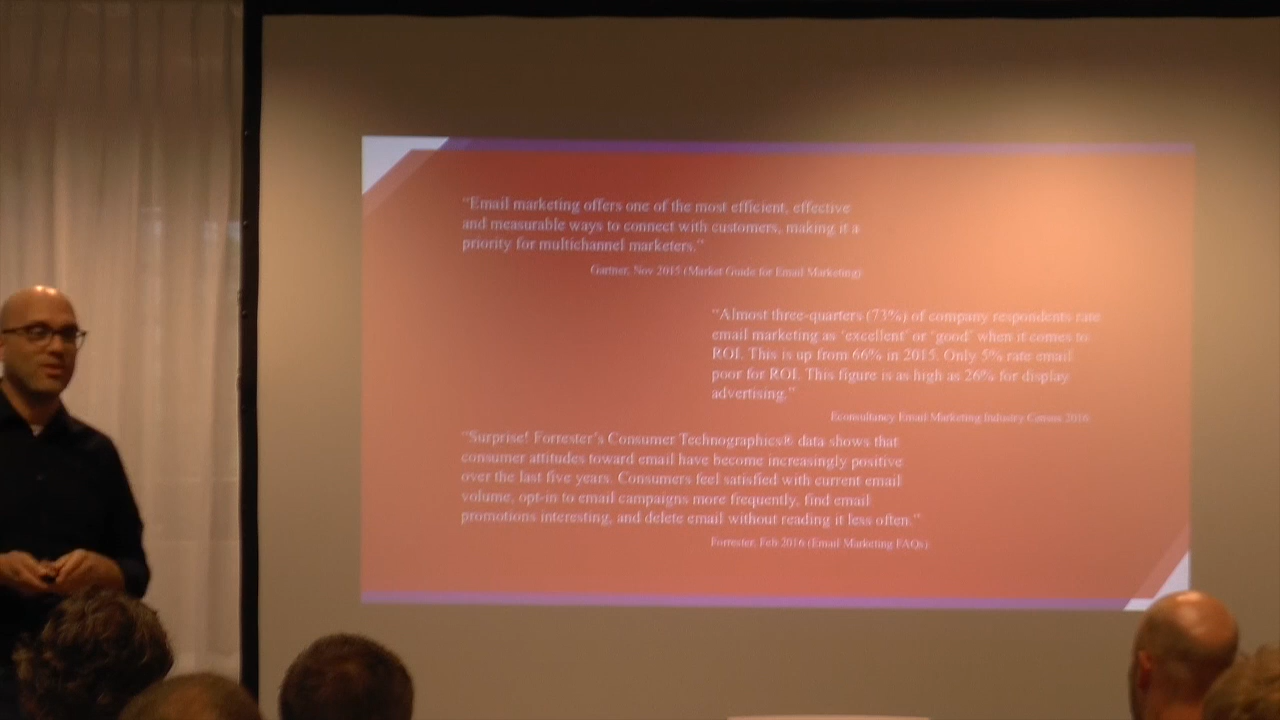 “Email marketing offers one of the most efficient, effective
and measurable ways to connect with customers, making it a
priority for multichannel marketers.”
Gartner, Nov 2015 (Market Guide for Email Marketing)
“Almost three-quarters (73%) of company respondents rate
email marketing as ‘excellent’ or ‘good’ when it comes to
ROI. This is up from 66% in 2015. Only 5% rate email
poor for ROI. This figure is as high as 26% for display
advertising.”
Econsultancy Email Marketing Industry Census 2016
“Surprise! Forrester’s Consumer Technographics® data shows that
consumer attitudes toward email have become increasingly positive
over the last five years. Consumers feel satisfied with current email
volume, opt-in to email campaigns more frequently, find email
promotions interesting, and delete email without reading it less often.”
Forrester, Feb 2016 (Email Marketing FAQs)